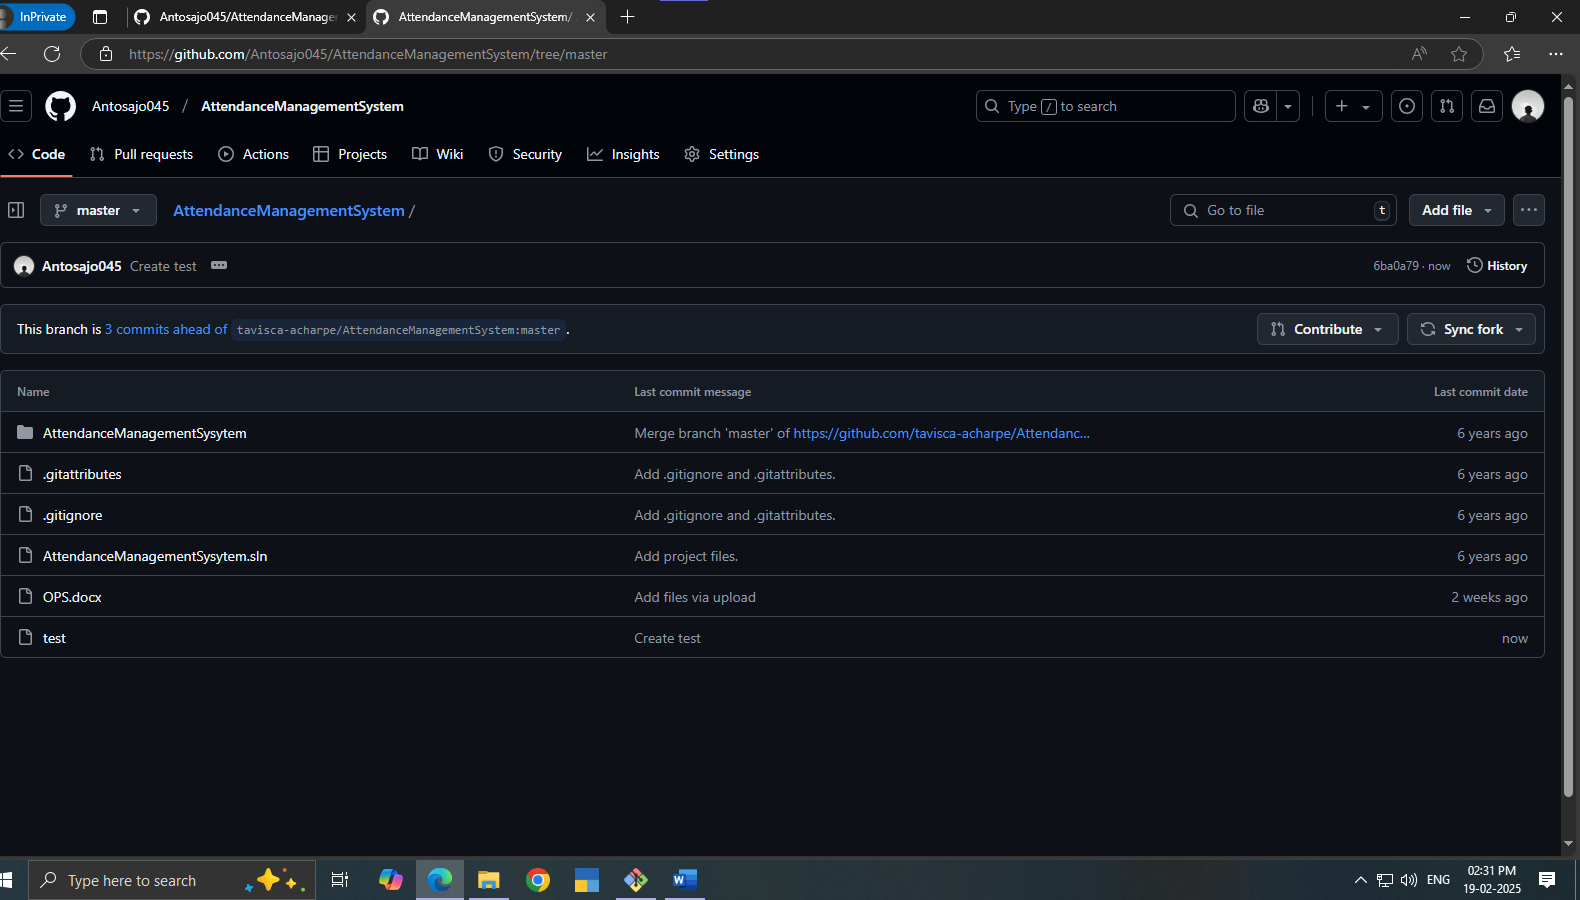 InPrivate
Antosajo045/AttendanceManage
AttendanceManagementSystem/
https://github.com/Antosajo045/AttendanceManagementSystem/tree/master
Antosajo045 / AttendanceManagementSystem
Type / to search
Code
Pull requests
Actions
Projects
Wiki
Security
Insights
Settings
master
AttendanceManagementSystem /
Go to file
t
Add file
Antosajo045 Create test
6ba0a79 · now
History
This branch is 3 commits ahead of tavisca-acharpe/AttendanceManagementSystem:master .
Contribute
Sync fork
Name Last commit message Last commit date
AttendanceManagementSysytem Merge branch 'master' of https://github.com/tavisca-acharpe/Attendanc... 6 years ago
.gitattributes Add .gitignore and .gitattributes. 6 years ago
.gitignore Add .gitignore and .gitattributes. 6 years ago
AttendanceManagementSysytem.sln Add project files. 6 years ago
OPS.docx Add files via upload 2 weeks ago
test Create test now
Type here to search
ENG
02:31 PM
19-02-2025